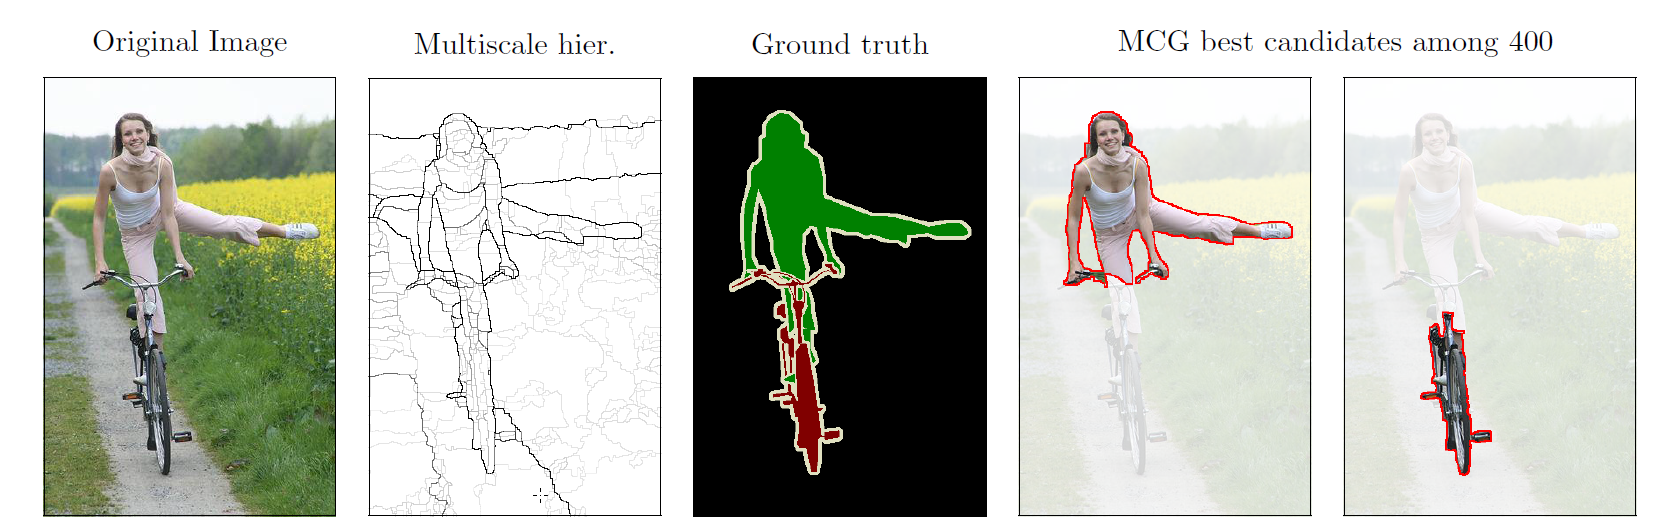 Original Image
Multiscale hier.
Ground truth
MCG best candidates among 400